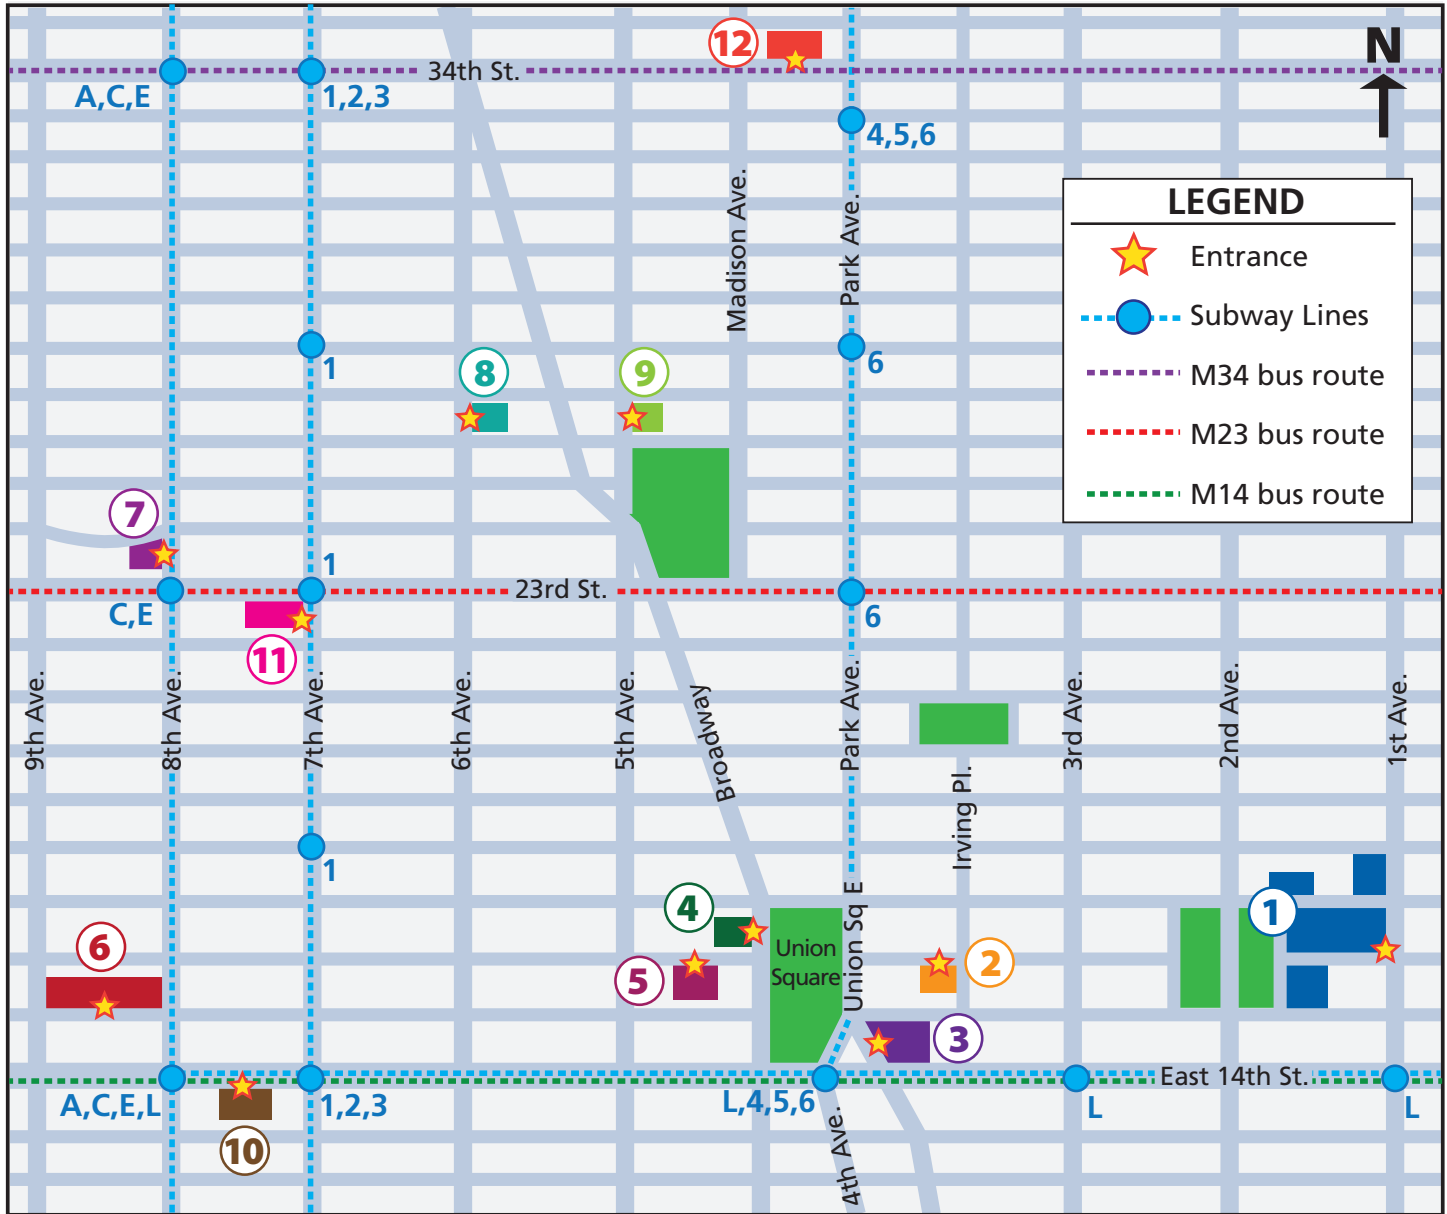 12
N
34th St.
A,C,E
1,2,3
4,5,6
Madison Ave.
Park Ave.
LEGEND
Entrance
Subway Lines
M34 bus route
M23 bus route
M14 bus route
1
6
8
9
7
1
23rd St.
C,E
6
11
9th Ave.
8th Ave.
7th Ave.
6th Ave.
5th Ave.
Broadway
Park Ave.
Irving Pl.
3rd Ave.
2nd Ave.
1st Ave.
1
4
1
6
Union
Square
Union Sq E
5
2
3
East 14th St.
A,C,E,L
1,2,3
L,4,5,6
L
L
10
4th Ave.